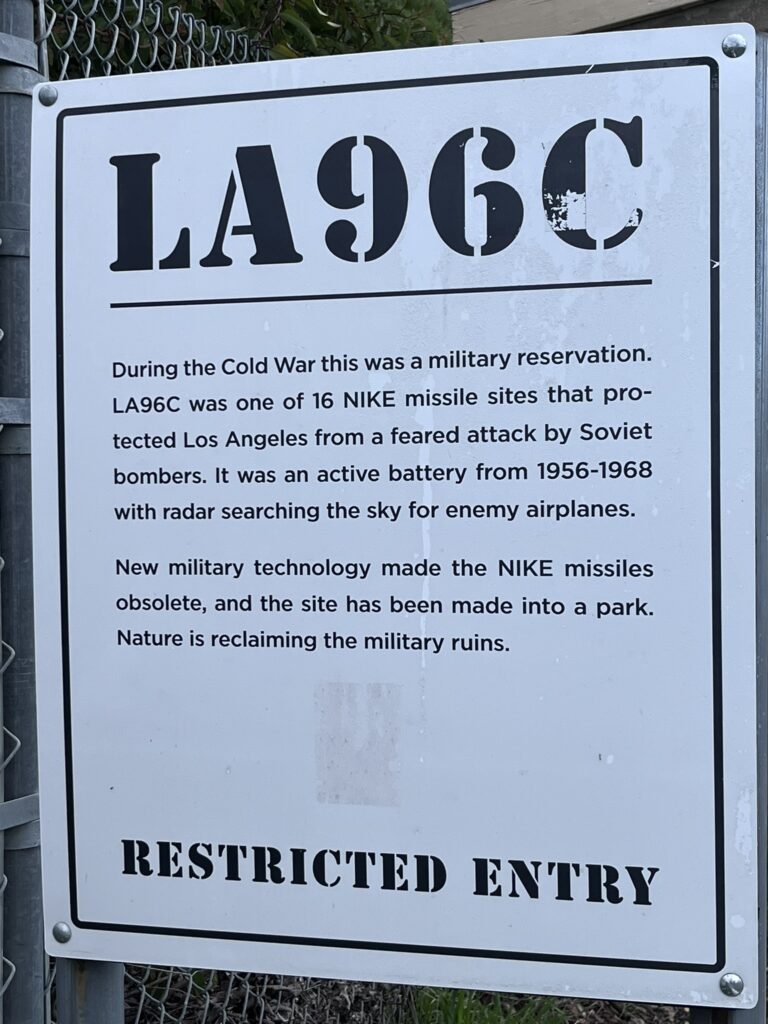 LA96C
During the Cold War this was a military reservation.
LA96C was one of 16 NIKE missile sites that pro-
tected Los Angeles from a feared attack by Soviet
bombers. It was an active battery from 1956-1968
with radar searching the sky for enemy airplanes.
New military technology made the NIKE missiles
obsolete, and the site has been made into a park.
Nature is reclaiming the military ruins.
RESTRICTED ENTRY